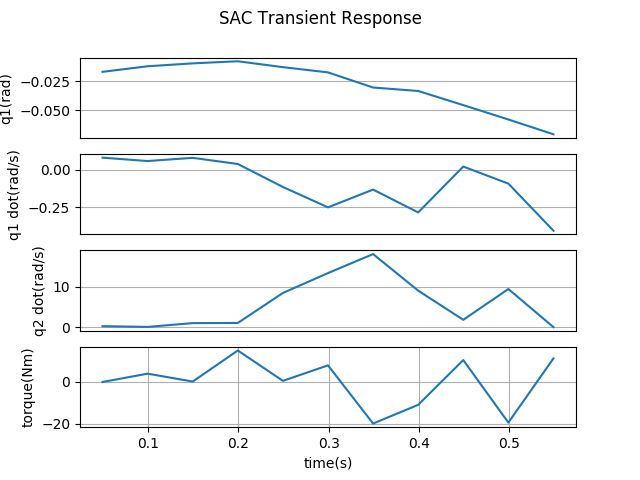 SAC Transient Response
q1(rad)
−0.025
−0.050
q1 dot(rad/s)
0.00
−0.25
q2 dot(rad/s)
10
0
torque(Nm)
0
−20
0.1 0.2 0.3 0.4 0.5
time(s)